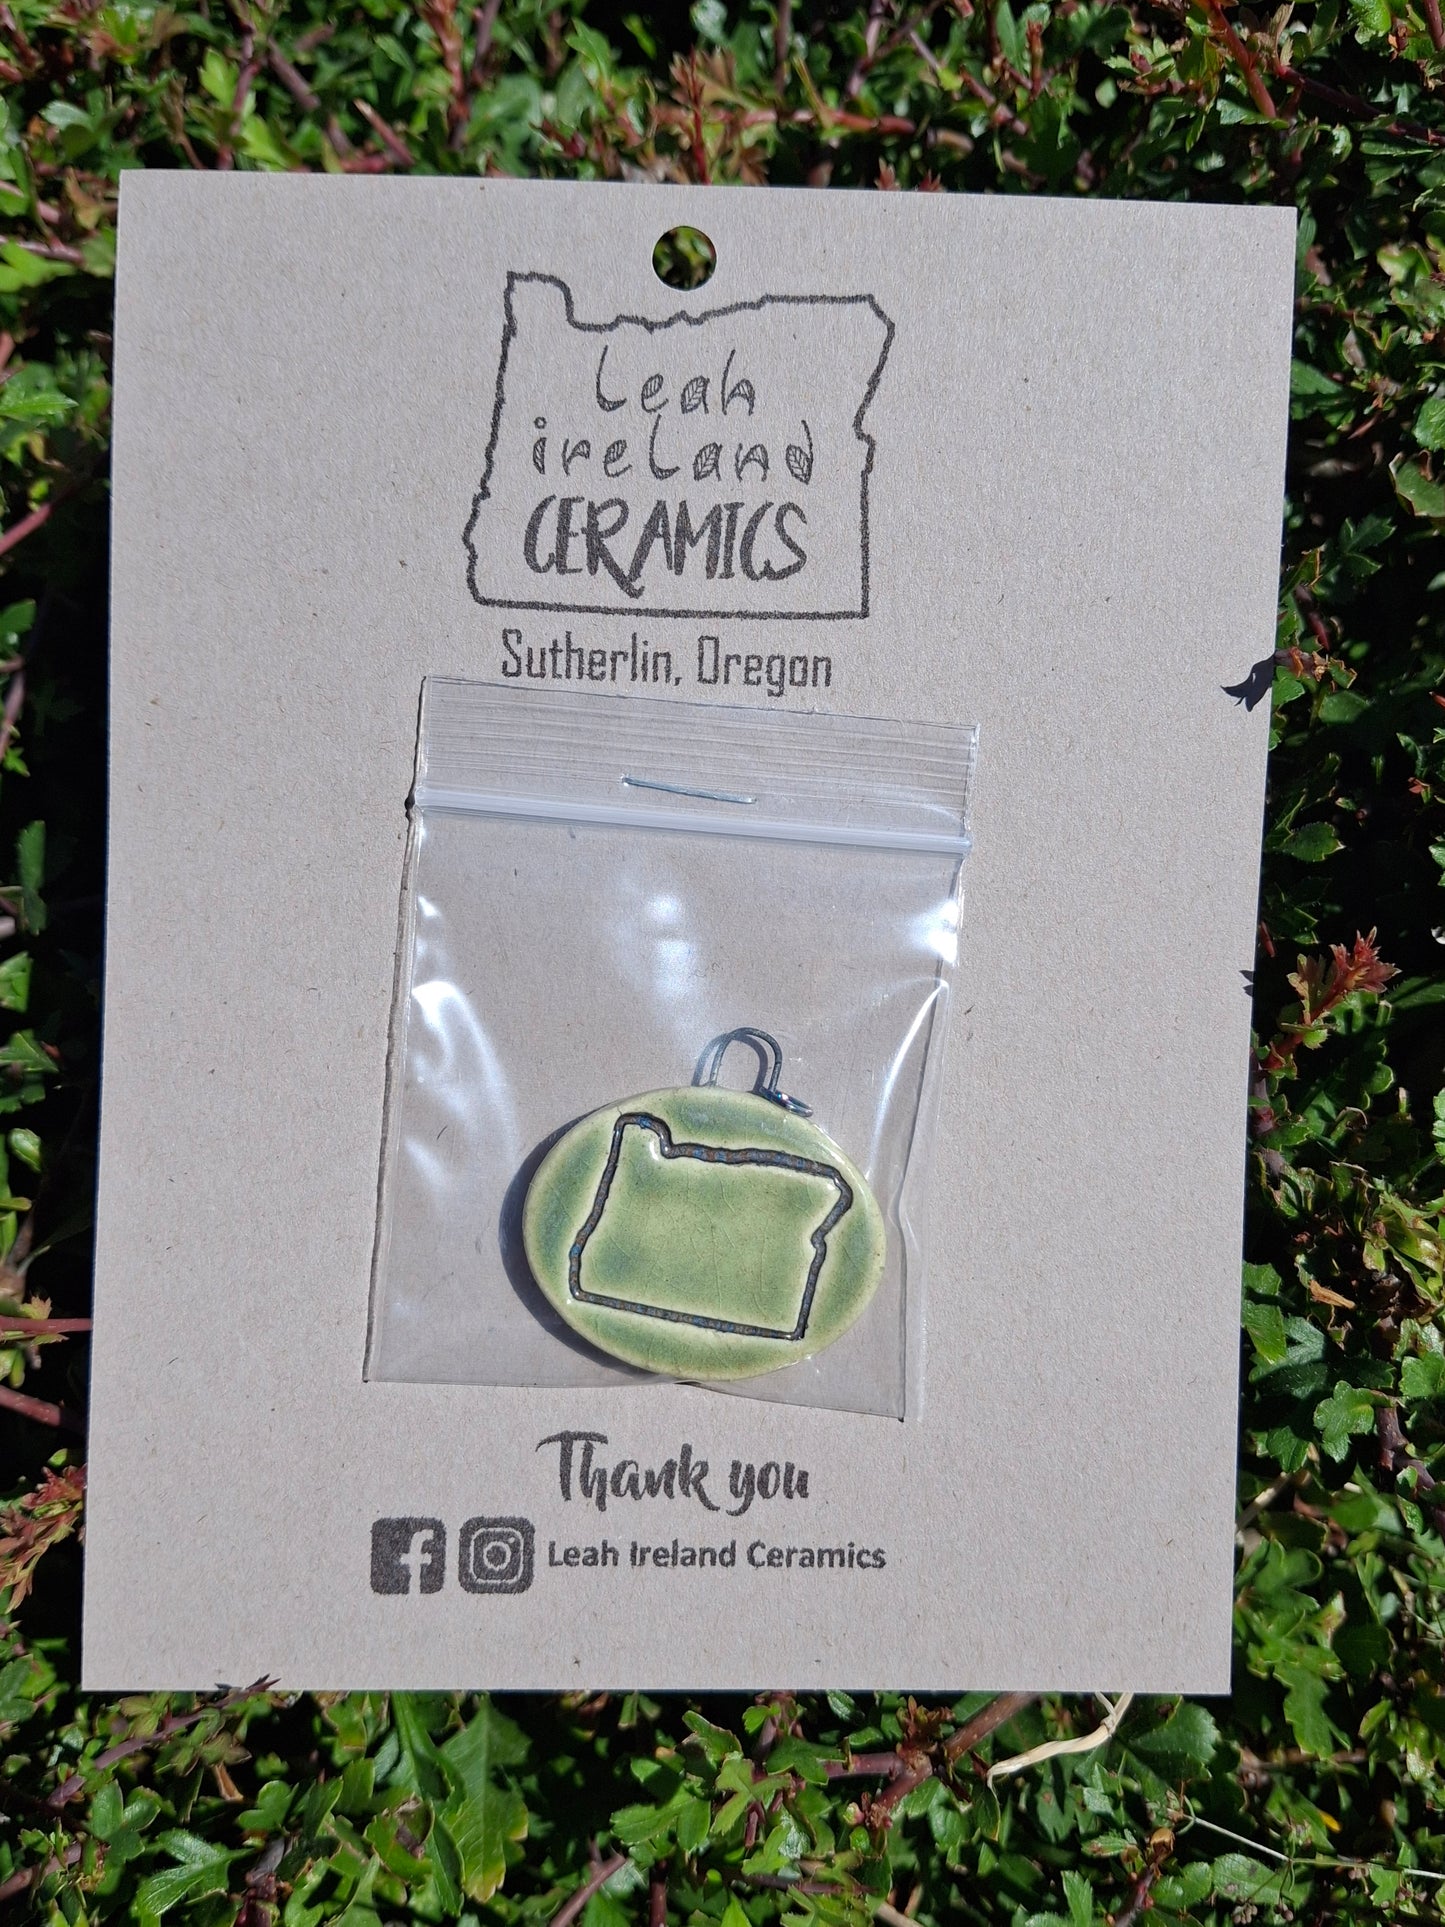 Leah
ireland
CERAMICS
Sutherlin, Oregon
Thank you
Leah Ireland Ceramics